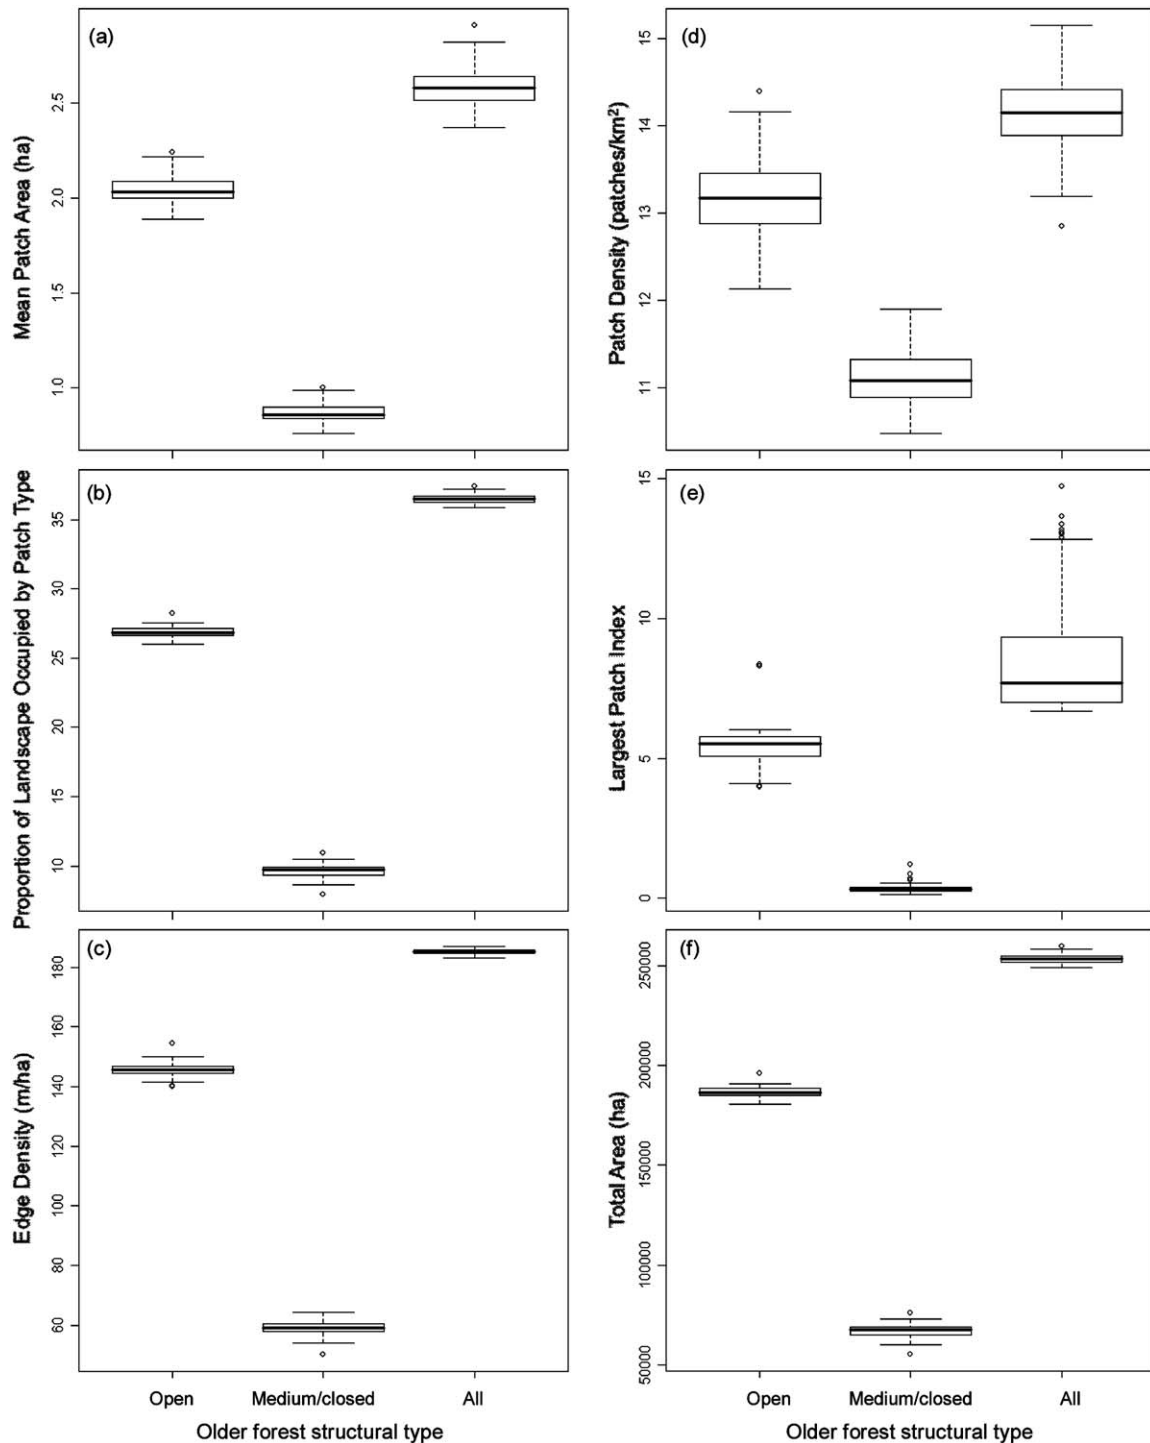 (a)
Mean Patch Area (ha)
2.5
2.0
1.5
1.0
(d)
Patch Density (patches/km²)
15
14
13
12
11
(b)
Proportion of Landscape Occupied by Patch Type
35
30
25
20
15
10
(e)
Largest Patch Index
15
10
5
0
(c)
Edge Density (m/ha)
180
160
140
120
100
80
60
Open
Medium/closed
All
Older forest structural type
(f)
Total Area (ha)
250000
200000
150000
100000
50000
Open
Medium/closed
All
Older forest structural type